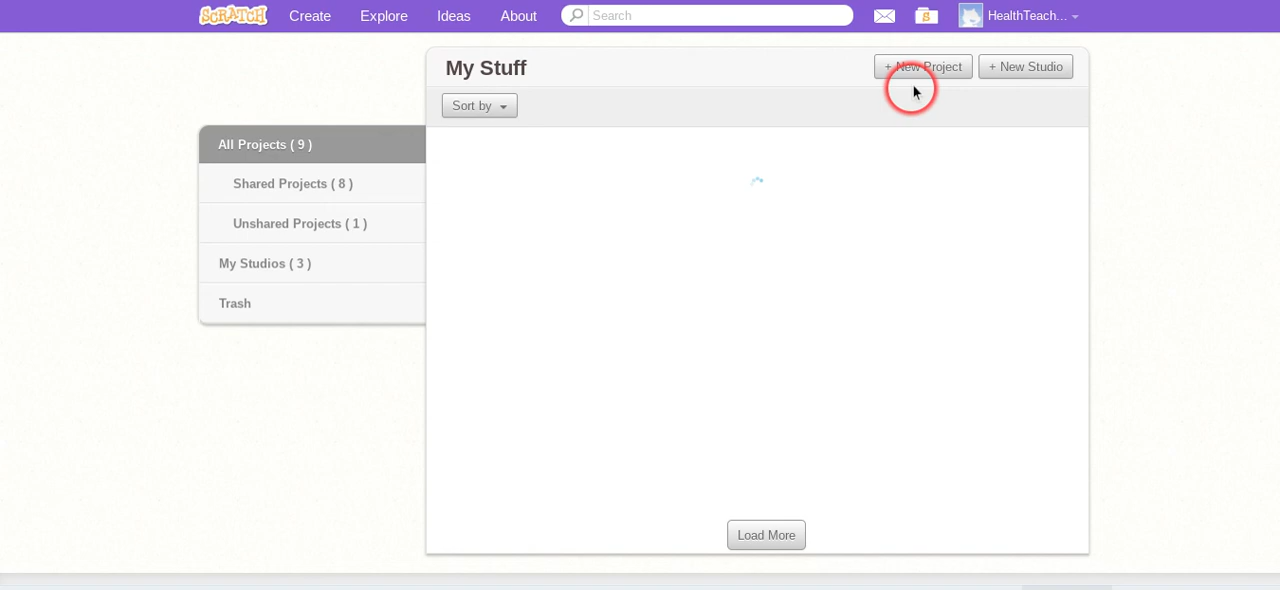 SCRATCH Create Explore Ideas About Search HealthTeach...
My Stuff + New Project + New Studio
Sort by
All Projects ( 9 )
Shared Projects ( 8 )
Unshared Projects ( 1 )
My Studios ( 3 )
Trash
Load More